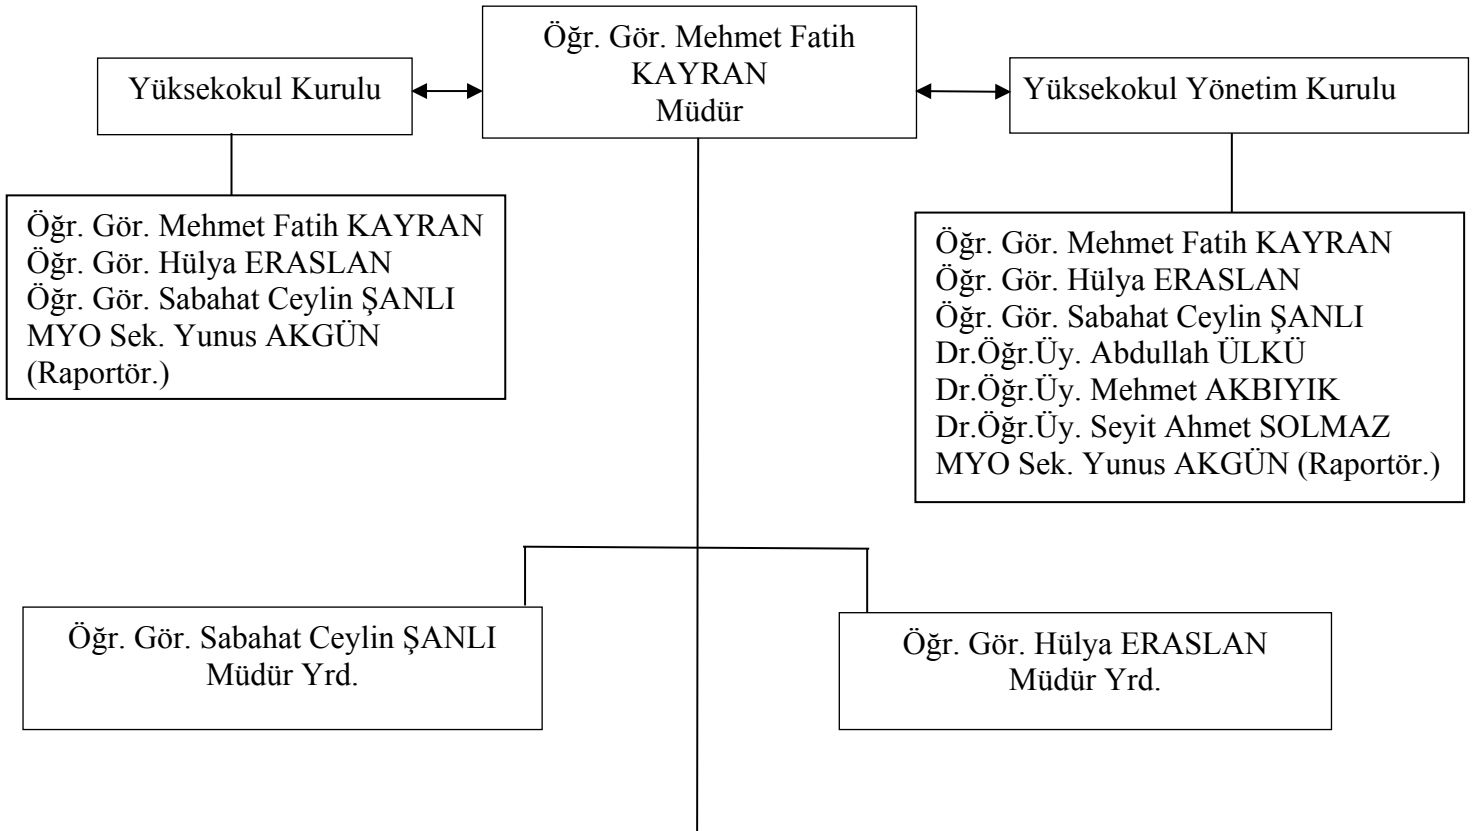 Öğr. Gör. Mehmet Fatih
KAYRAN
Müdür
Yüksekokul Kurulu
Yüksekokul Yönetim Kurulu
Öğr. Gör. Mehmet Fatih KAYRAN
Öğr. Gör. Hülya ERASLAN
Öğr. Gör. Sabahat Ceylin ŞANLI
MYO Sek. Yunus AKGÜN
(Raportör.)
Öğr. Gör. Mehmet Fatih KAYRAN
Öğr. Gör. Hülya ERASLAN
Öğr. Gör. Sabahat Ceylin ŞANLI
Dr.Öğr.Üy. Abdullah ÜLKÜ
Dr.Öğr.Üy. Mehmet AKBIYIK
Dr.Öğr.Üy. Seyit Ahmet SOLMAZ
MYO Sek. Yunus AKGÜN (Raportör.)
Öğr. Gör. Sabahat Ceylin ŞANLI
Müdür Yrd.
Öğr. Gör. Hülya ERASLAN
Müdür Yrd.